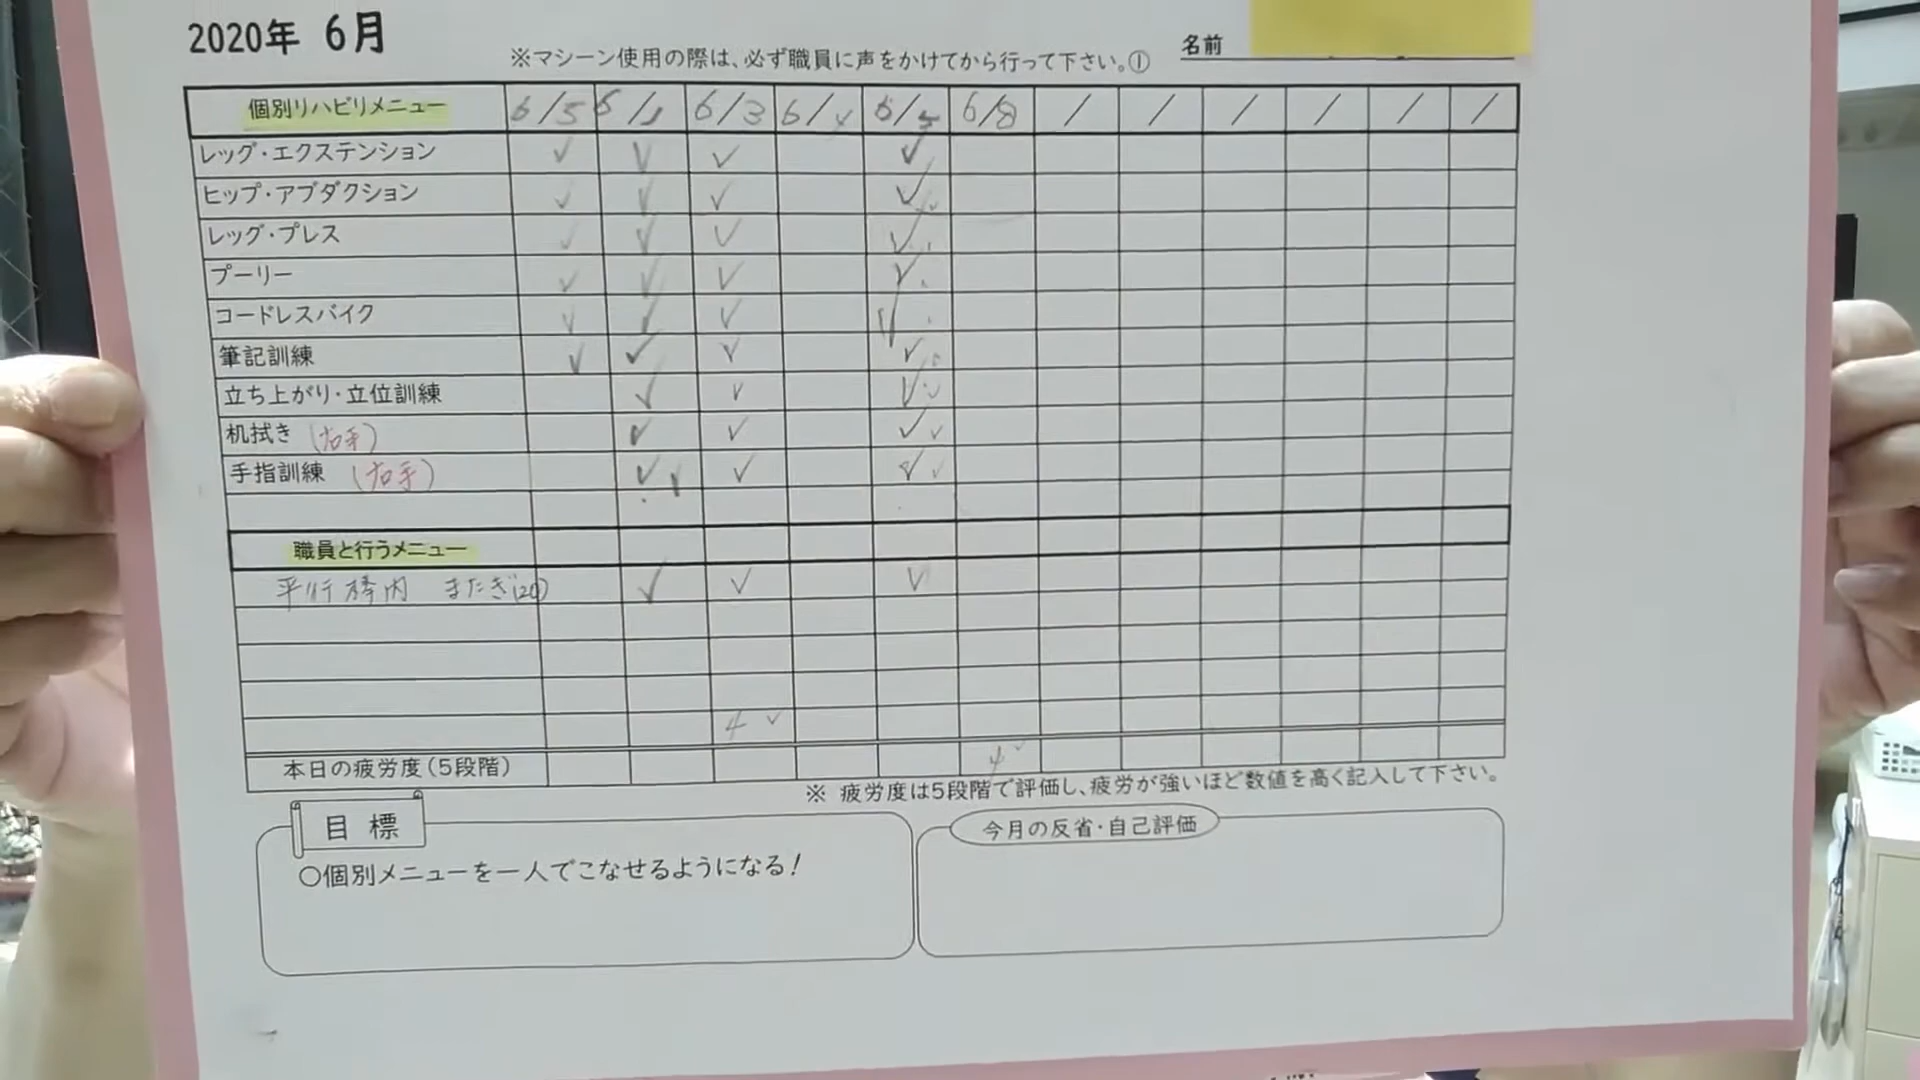 2020年 6月
※マシーン使用の際は、必ず職員に声をかけてから行って下さい。①
名前
個別リハビリメニュー 6/5 6/1 6/3 6/4 6/5 6/8 / / / / / /
レッグ・エクステンション ✓ ✓ ✓ ✓
ヒップ・アブダクション ✓ ✓ ✓ ✓
レッグ・プレス ✓ ✓ ✓ ✓
プーリー ✓ ✓ ✓ ✓
コードレスバイク ✓ ✓ ✓ ✓
筆記訓練 ✓ ✓ ✓ ✓
立ち上がり・立位訓練 ✓ ✓ ✓
机拭き (右手) ✓ ✓ ✓ ✓
手指訓練 (右手) ✓ ✓ ✓ ✓ ✓
職員と行うメニュー
平行棒内 またぎ(20) ✓ ✓ ✓
4 ✓
本日の疲労度(5段階) 4
※ 疲労度は5段階で評価し、疲労が強いほど数値を高く記入して下さい。
目標
○個別メニューを一人でこなせるようになる!
今月の反省・自己評価